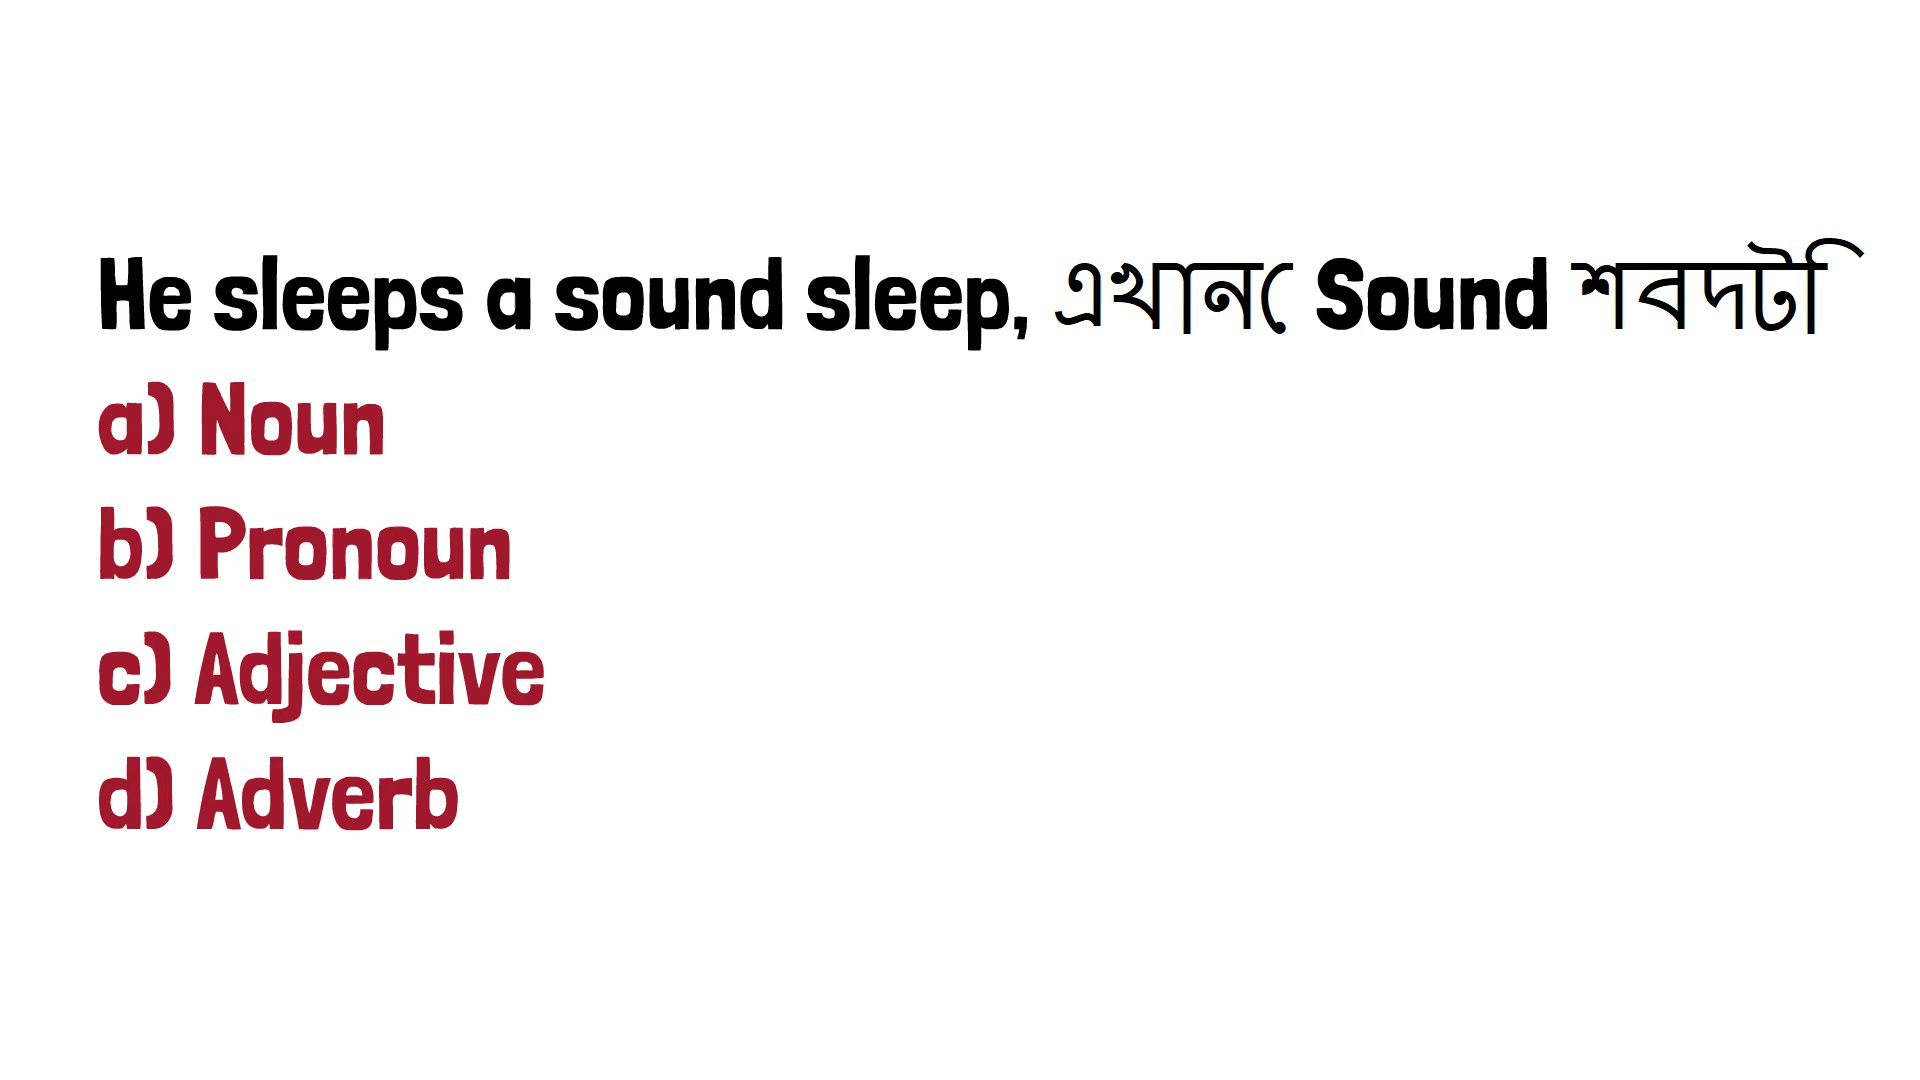 He sleeps a sound sleep, এখানে Sound শবদটি
a) Noun
b) Pronoun
c) Adjective
d) Adverb